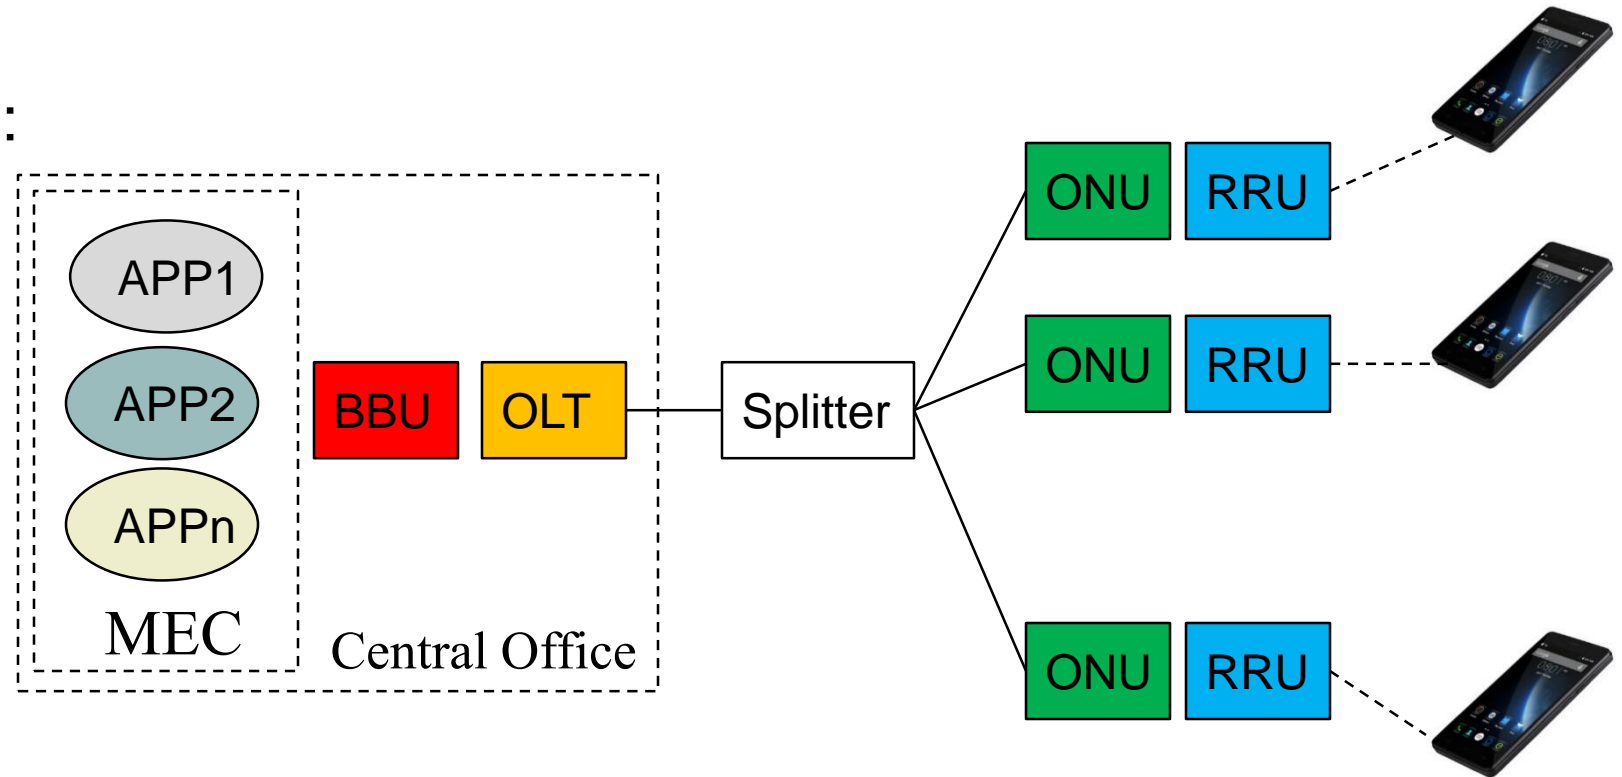 :
APP1
APP2
APPn
MEC
BBU
OLT
Central Office
Splitter
ONU
RRU
ONU
RRU
ONU
RRU